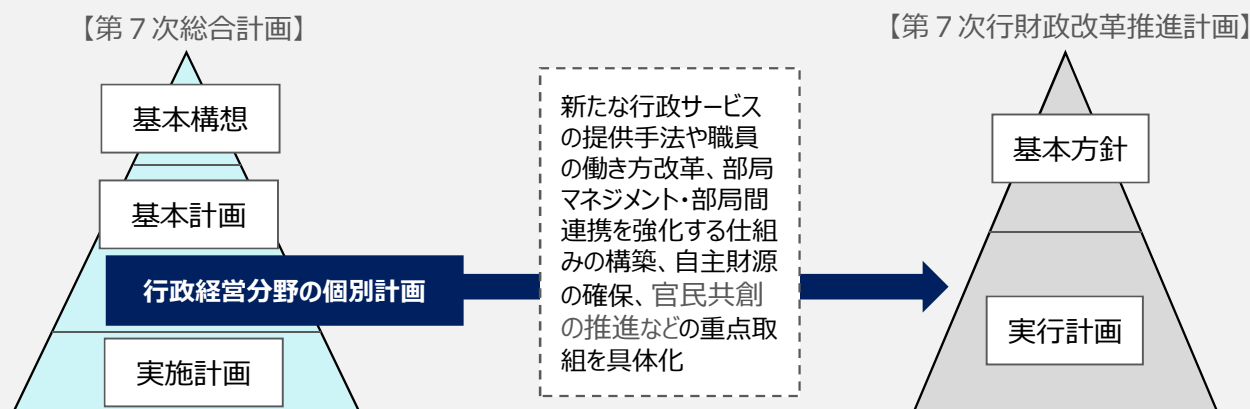 【第７次総合計画】
基本構想
基本計画
行政経営分野の個別計画
実施計画
新たな行政サービス
の提供手法や職員
の働き方改革、部局
マネジメント・部局間
連携を強化する仕組
みの構築、自主財源
の確保、官民共創
の推進などの重点取
組を具体化
【第７次行財政改革推進計画】
基本方針
実行計画